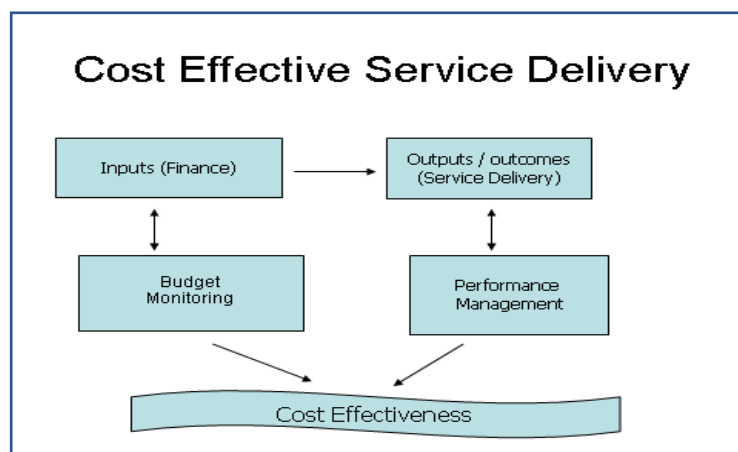 Cost Effective Service Delivery
Inputs (Finance)
Outputs / outcomes
(Service Delivery)
Budget
Monitoring
Performance
Management
Cost Effectiveness